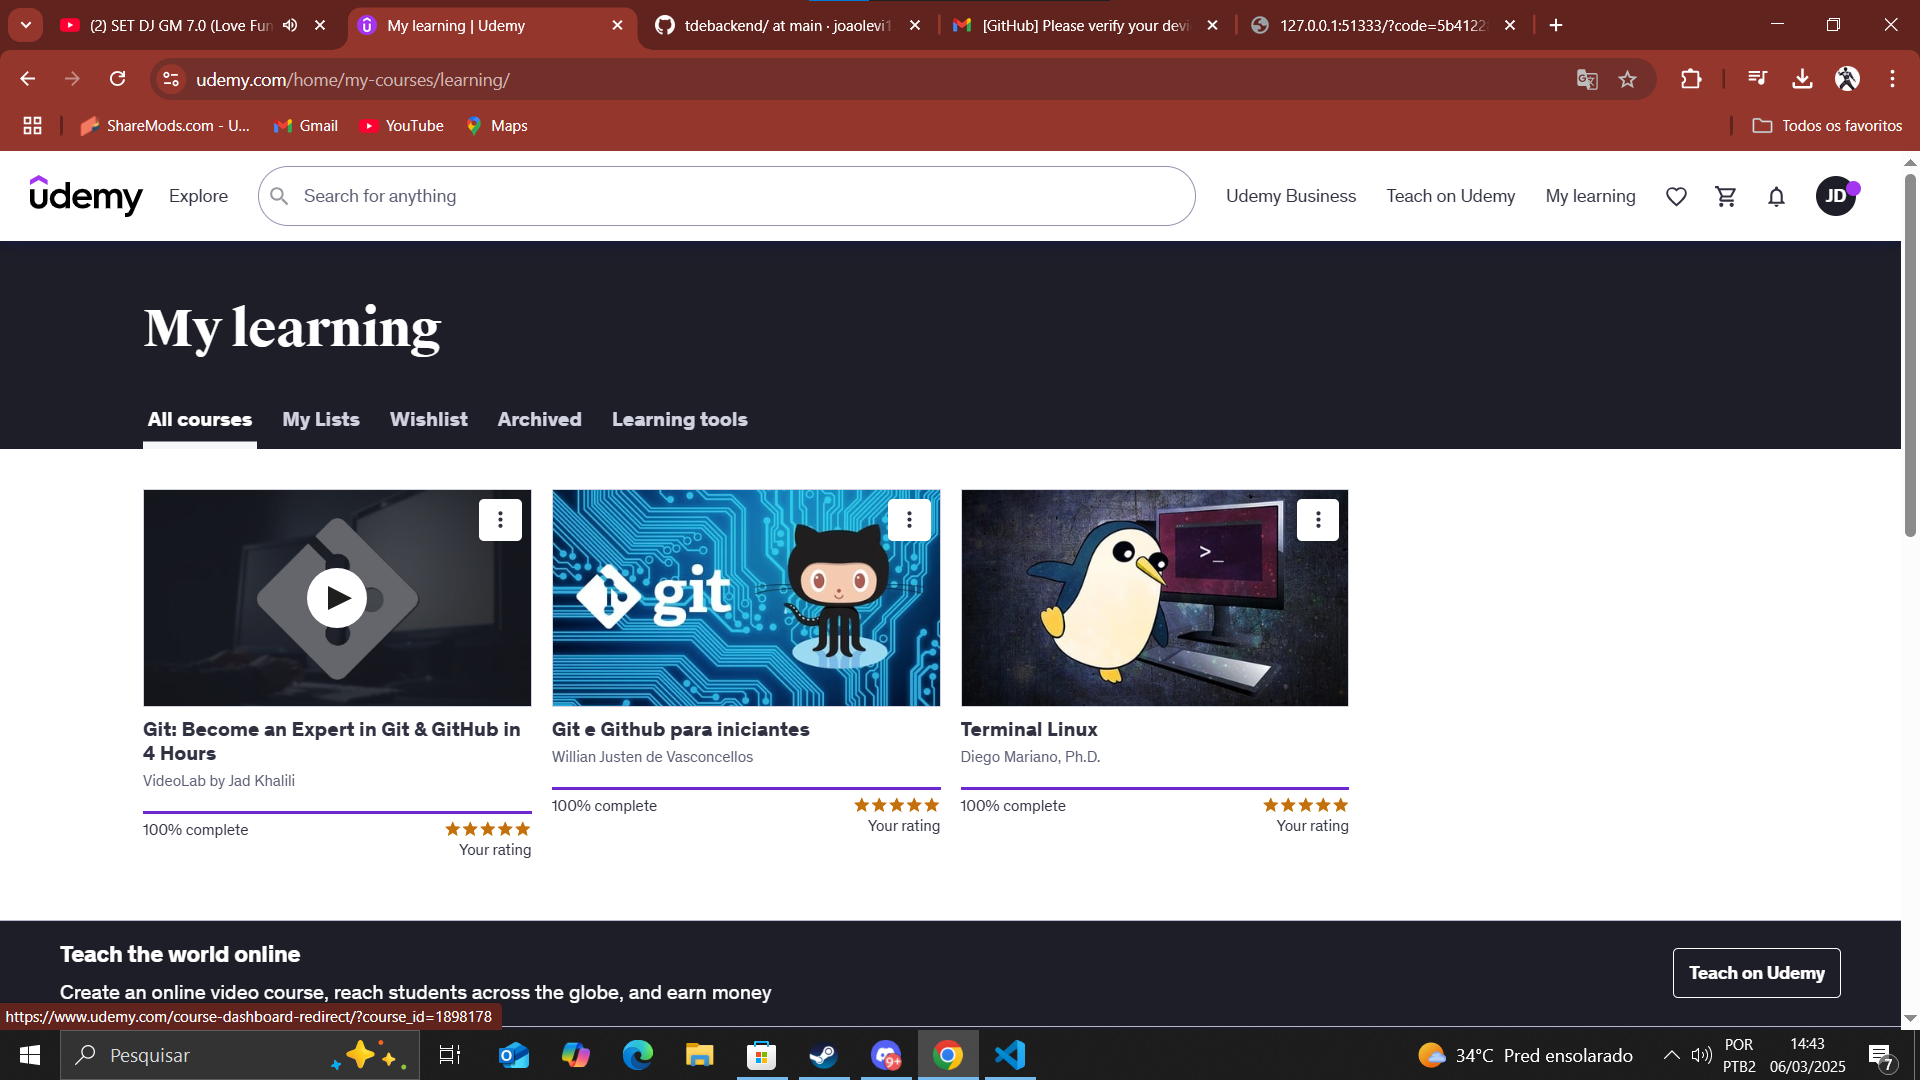 (2) SET DJ GM 7.0 (Love Fun
My learning | Udemy
tdebackend/ at main · joaolevi1
[GitHub] Please verify your devi
127.0.0.1:51333/?code=5b4122
udemy.com/home/my-courses/learning/
ShareMods.com - U...
Gmail
YouTube
Maps
Todos os favoritos
udemy
Explore
Search for anything
Udemy Business
Teach on Udemy
My learning
JD
My learning
All courses
My Lists
Wishlist
Archived
Learning tools
git
>_
Git: Become an Expert in Git & GitHub in
4 Hours
VideoLab by Jad Khalili
100% complete
Your rating
Git e Github para iniciantes
Willian Justen de Vasconcellos
100% complete
Your rating
Terminal Linux
Diego Mariano, Ph.D.
100% complete
Your rating
Teach the world online
Create an online video course, reach students across the globe, and earn money
Teach on Udemy
https://www.udemy.com/course-dashboard-redirect/?course_id=1898178
Pesquisar
9+
34°C Pred ensolarado
POR
PTB2
14:43
06/03/2025
7